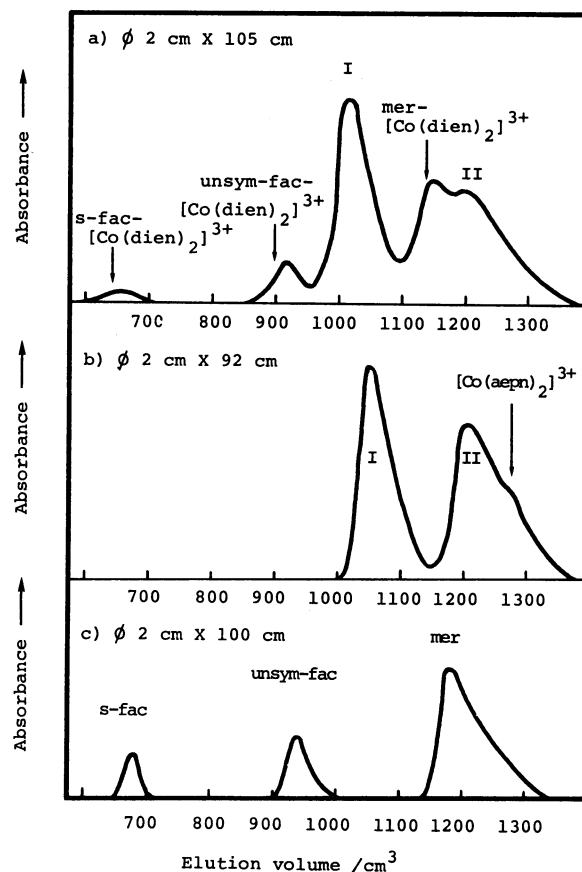 a) ϕ 2 cm X 105 cm
I
mer-
[Co(dien)₂]³⁺
II
unsym-fac-
[Co(dien)₂]³⁺
s-fac-
[Co(dien)₂]³⁺
Absorbance
700 800 900 1000 1100 1200 1300
b) ϕ 2 cm X 92 cm
[Co(aepn)₂]³⁺
I
II
Absorbance
700 800 900 1000 1100 1200 1300
c) ϕ 2 cm X 100 cm
mer
unsym-fac
s-fac
Absorbance
700 800 900 1000 1100 1200 1300
Elution volume /cm³